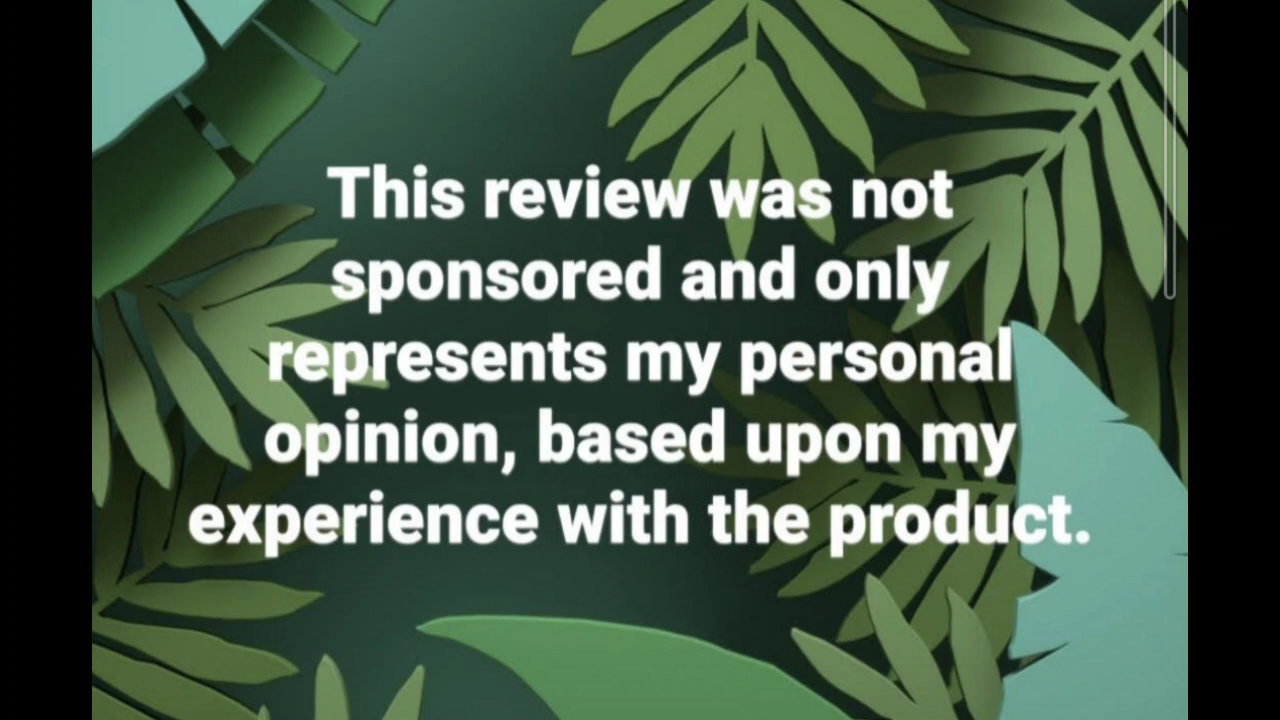 This review was not
sponsored and only
represents my personal
opinion, based upon my
experience with the product.